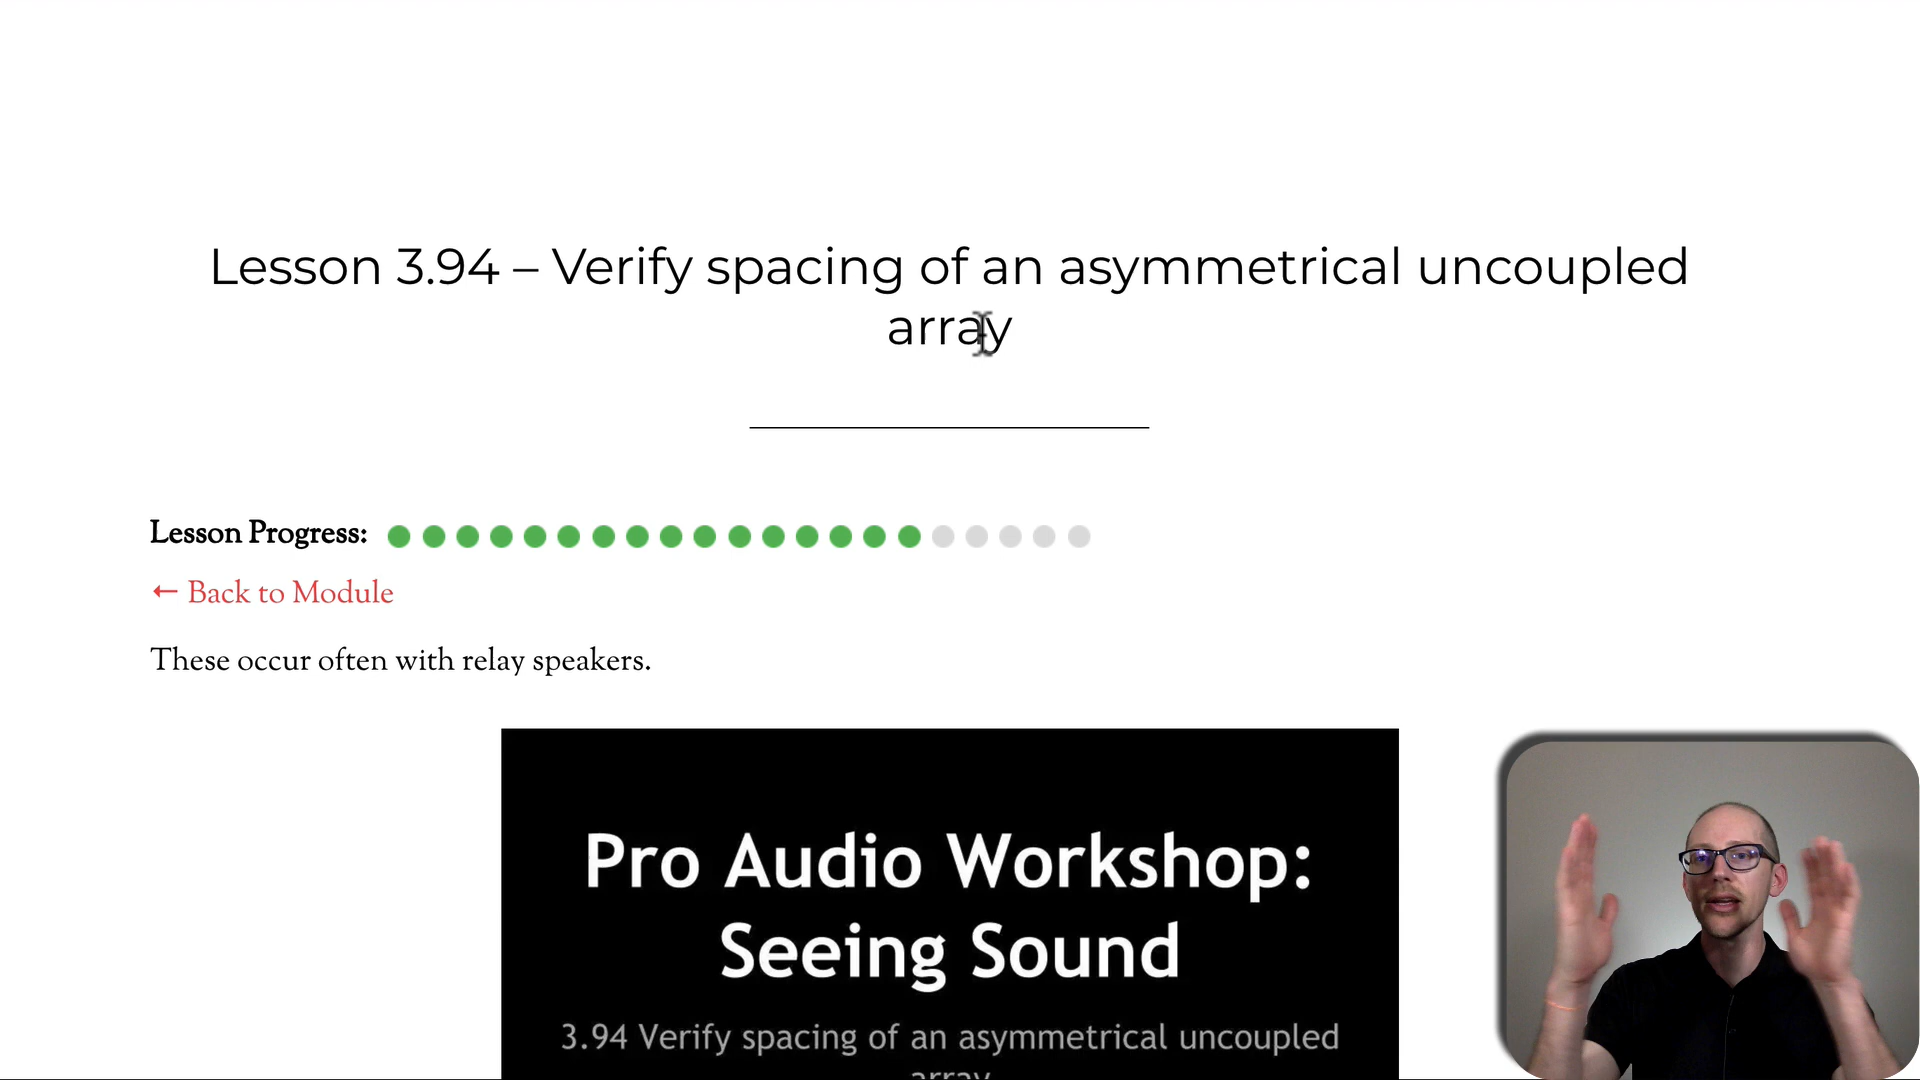 Lesson 3.94 – Verify spacing of an asymmetrical uncoupled
array
Lesson Progress:
← Back to Module
These occur often with relay speakers.
Pro Audio Workshop:
Seeing Sound
3.94 Verify spacing of an asymmetrical uncoupled
array